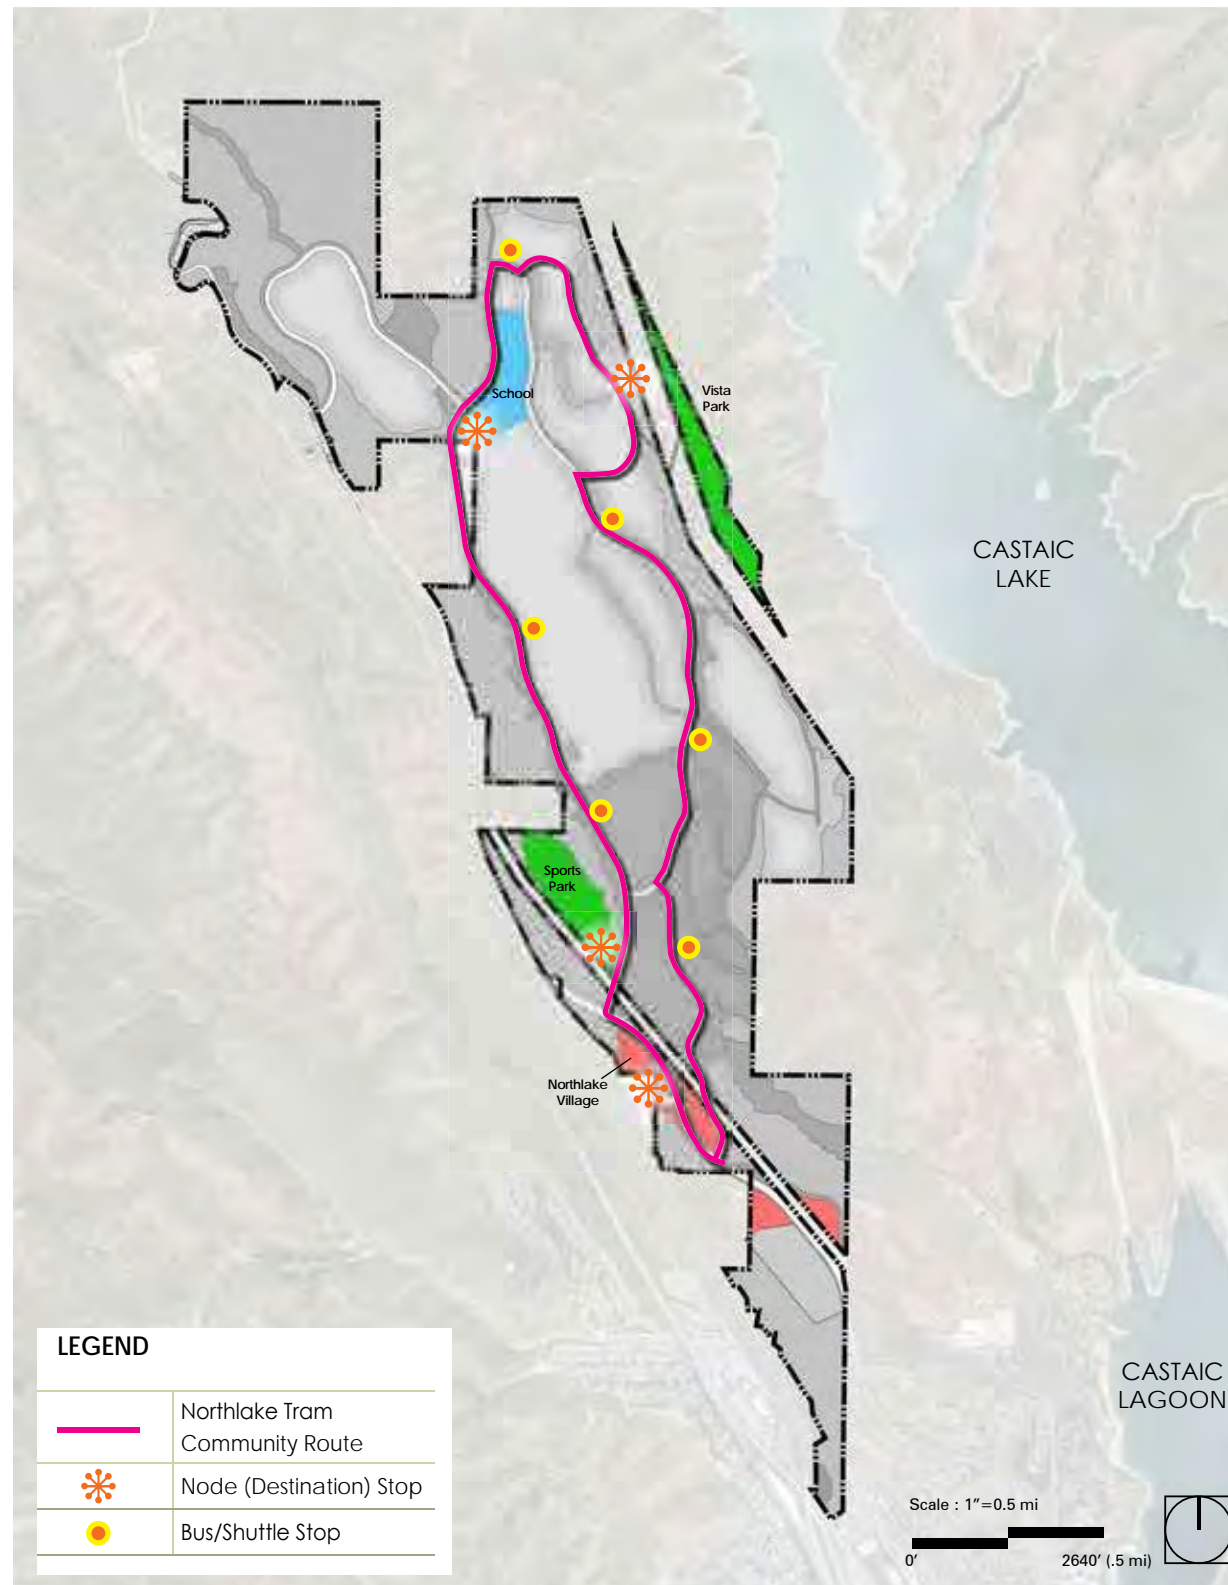 School
Vista
Park
CASTAIC
LAKE
Sports
Park
Northlake
Village
CASTAIC
LAGOON
LEGEND
Northlake Tram
Community Route
Node (Destination) Stop
Bus/Shuttle Stop
Scale : 1”=0.5 mi
0’
2640’ (.5 mi)